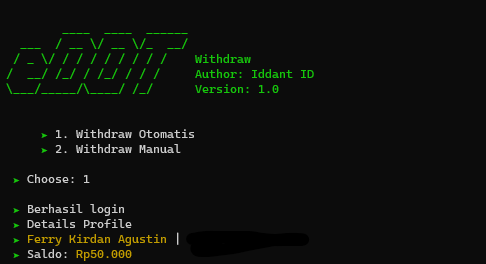 eDOT
Withdraw
Author: Iddant ID
Version: 1.0
➤ 1. Withdraw Otomatis
➤ 2. Withdraw Manual
➤ Choose: 1
➤ Berhasil login
➤ Details Profile
➤ Ferry Kirdan Agustin |
➤ Saldo: Rp50.000